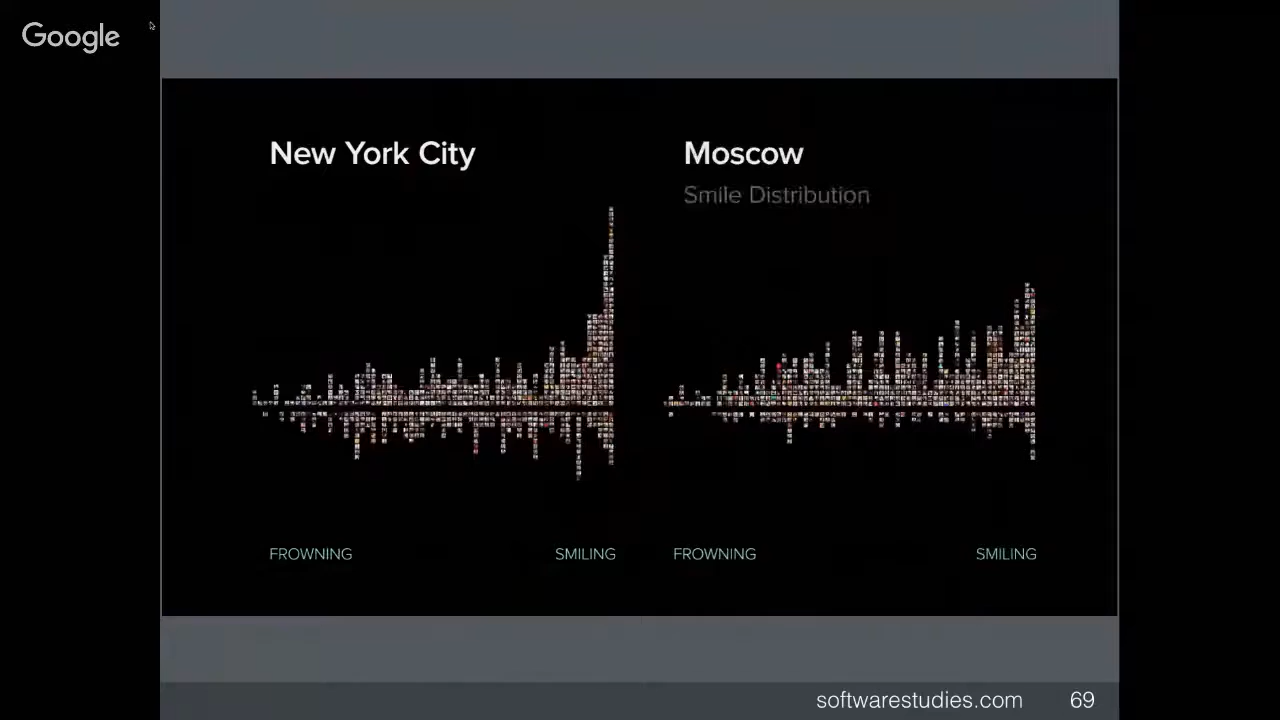 Google
New York City
Moscow
Smile Distribution
FROWNING
SMILING
FROWNING
SMILING
softwarestudies.com
69